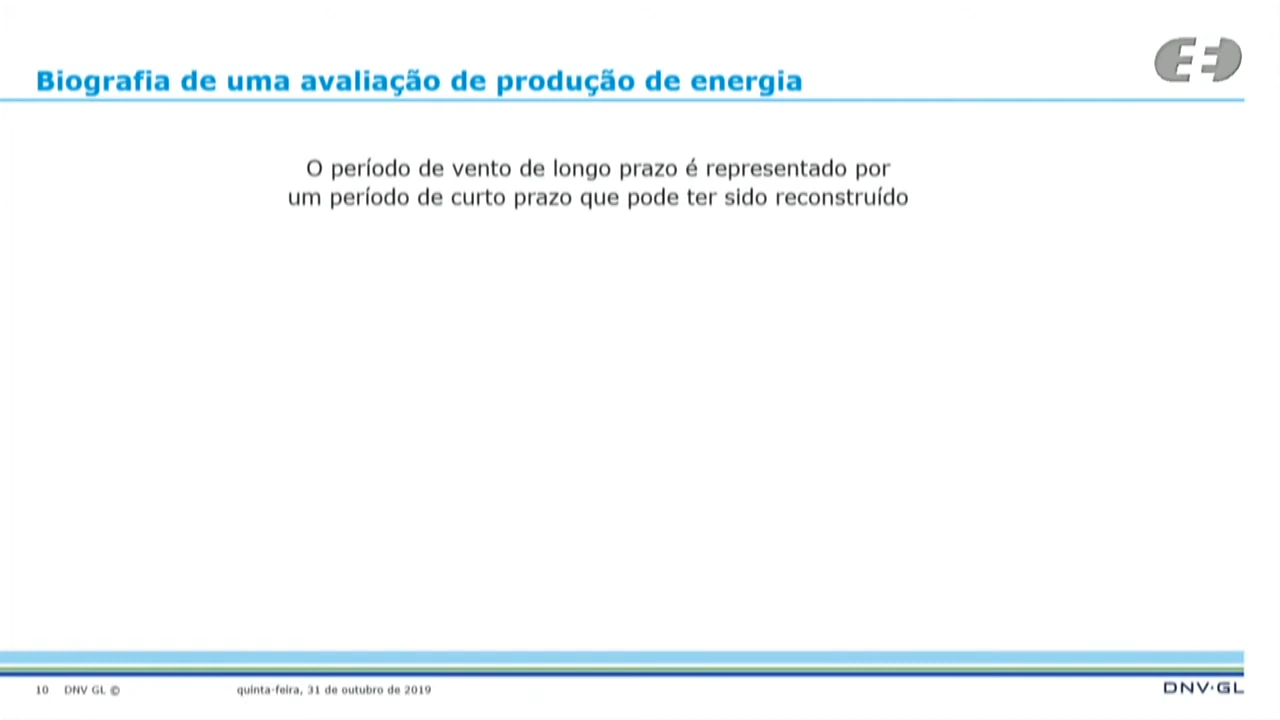 Biografia de uma avaliação de produção de energia
O período de vento de longo prazo é representado por
um período de curto prazo que pode ter sido reconstruído
10 DNV GL © quinta-feira, 31 de outubro de 2019
DNV·GL